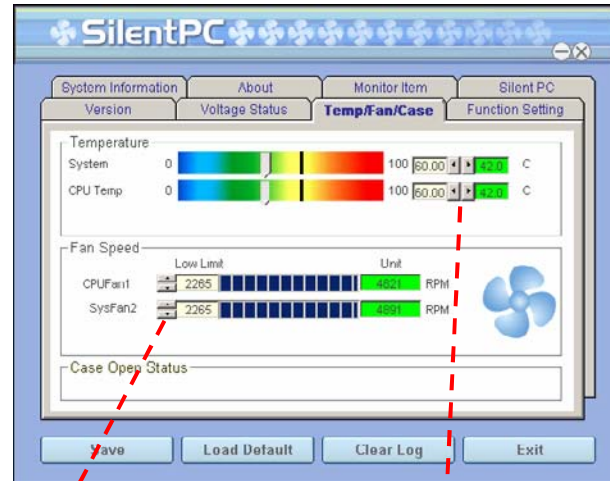 SilentPC
System Information About Monitor Item Silent PC
Version Voltage Status Temp/Fan/Case Function Setting
Temperature
System 0 100 60.00 42.0 C
CPU Temp 0 100 60.00 42.0 C
Fan Speed
Low Limit Unit
CPUFan1 2265 4821 RPM
SysFan2 2265 4891 RPM
Case Open Status
Save Load Default Clear Log Exit